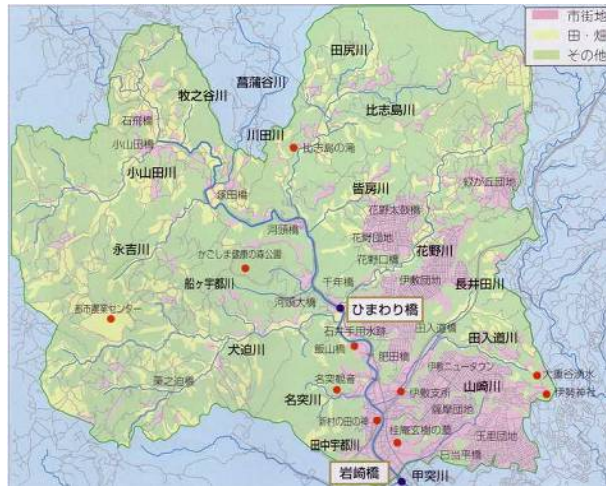 市街地
田・畑
その他
田尻川
菖蒲谷川
牧之谷川
比志島川
石飛橋
川田川
比志島の滝
小山田橋
小山田川
皆房川
塚田橋
花野太鼓橋
河頭橋
花野団地
花野川
永吉川
かごしま健康の森公園
花野口橋
船ヶ宇都川
千年橋
伊敷団地
長井田川
河頭大橋
ひまわり橋
都市農業センター
石井手用水跡
田入道橋
犬迫川
飯山橋
肥田橋
田入道川
伊敷ニュータウン
名突観音
伊敷支所
山崎川
大重谷湧水
伊勢神社
名突川
薩摩団地
新村の田の神
桂庵玄樹の墓
玉里団地
田中宇都川
日当平橋
岩崎橋
甲突川